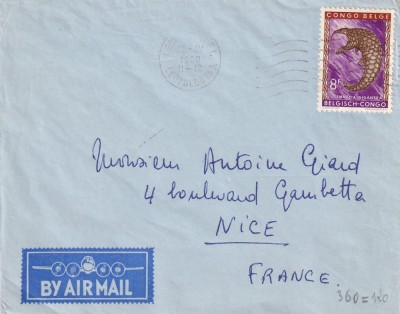 CONGO BELGE
8F
BELGISCH-CONGO
Monsieur Antoine Giard
4 boulevard Gambetta
NICE
FRANCE.
BY AIR MAIL
360 = 120